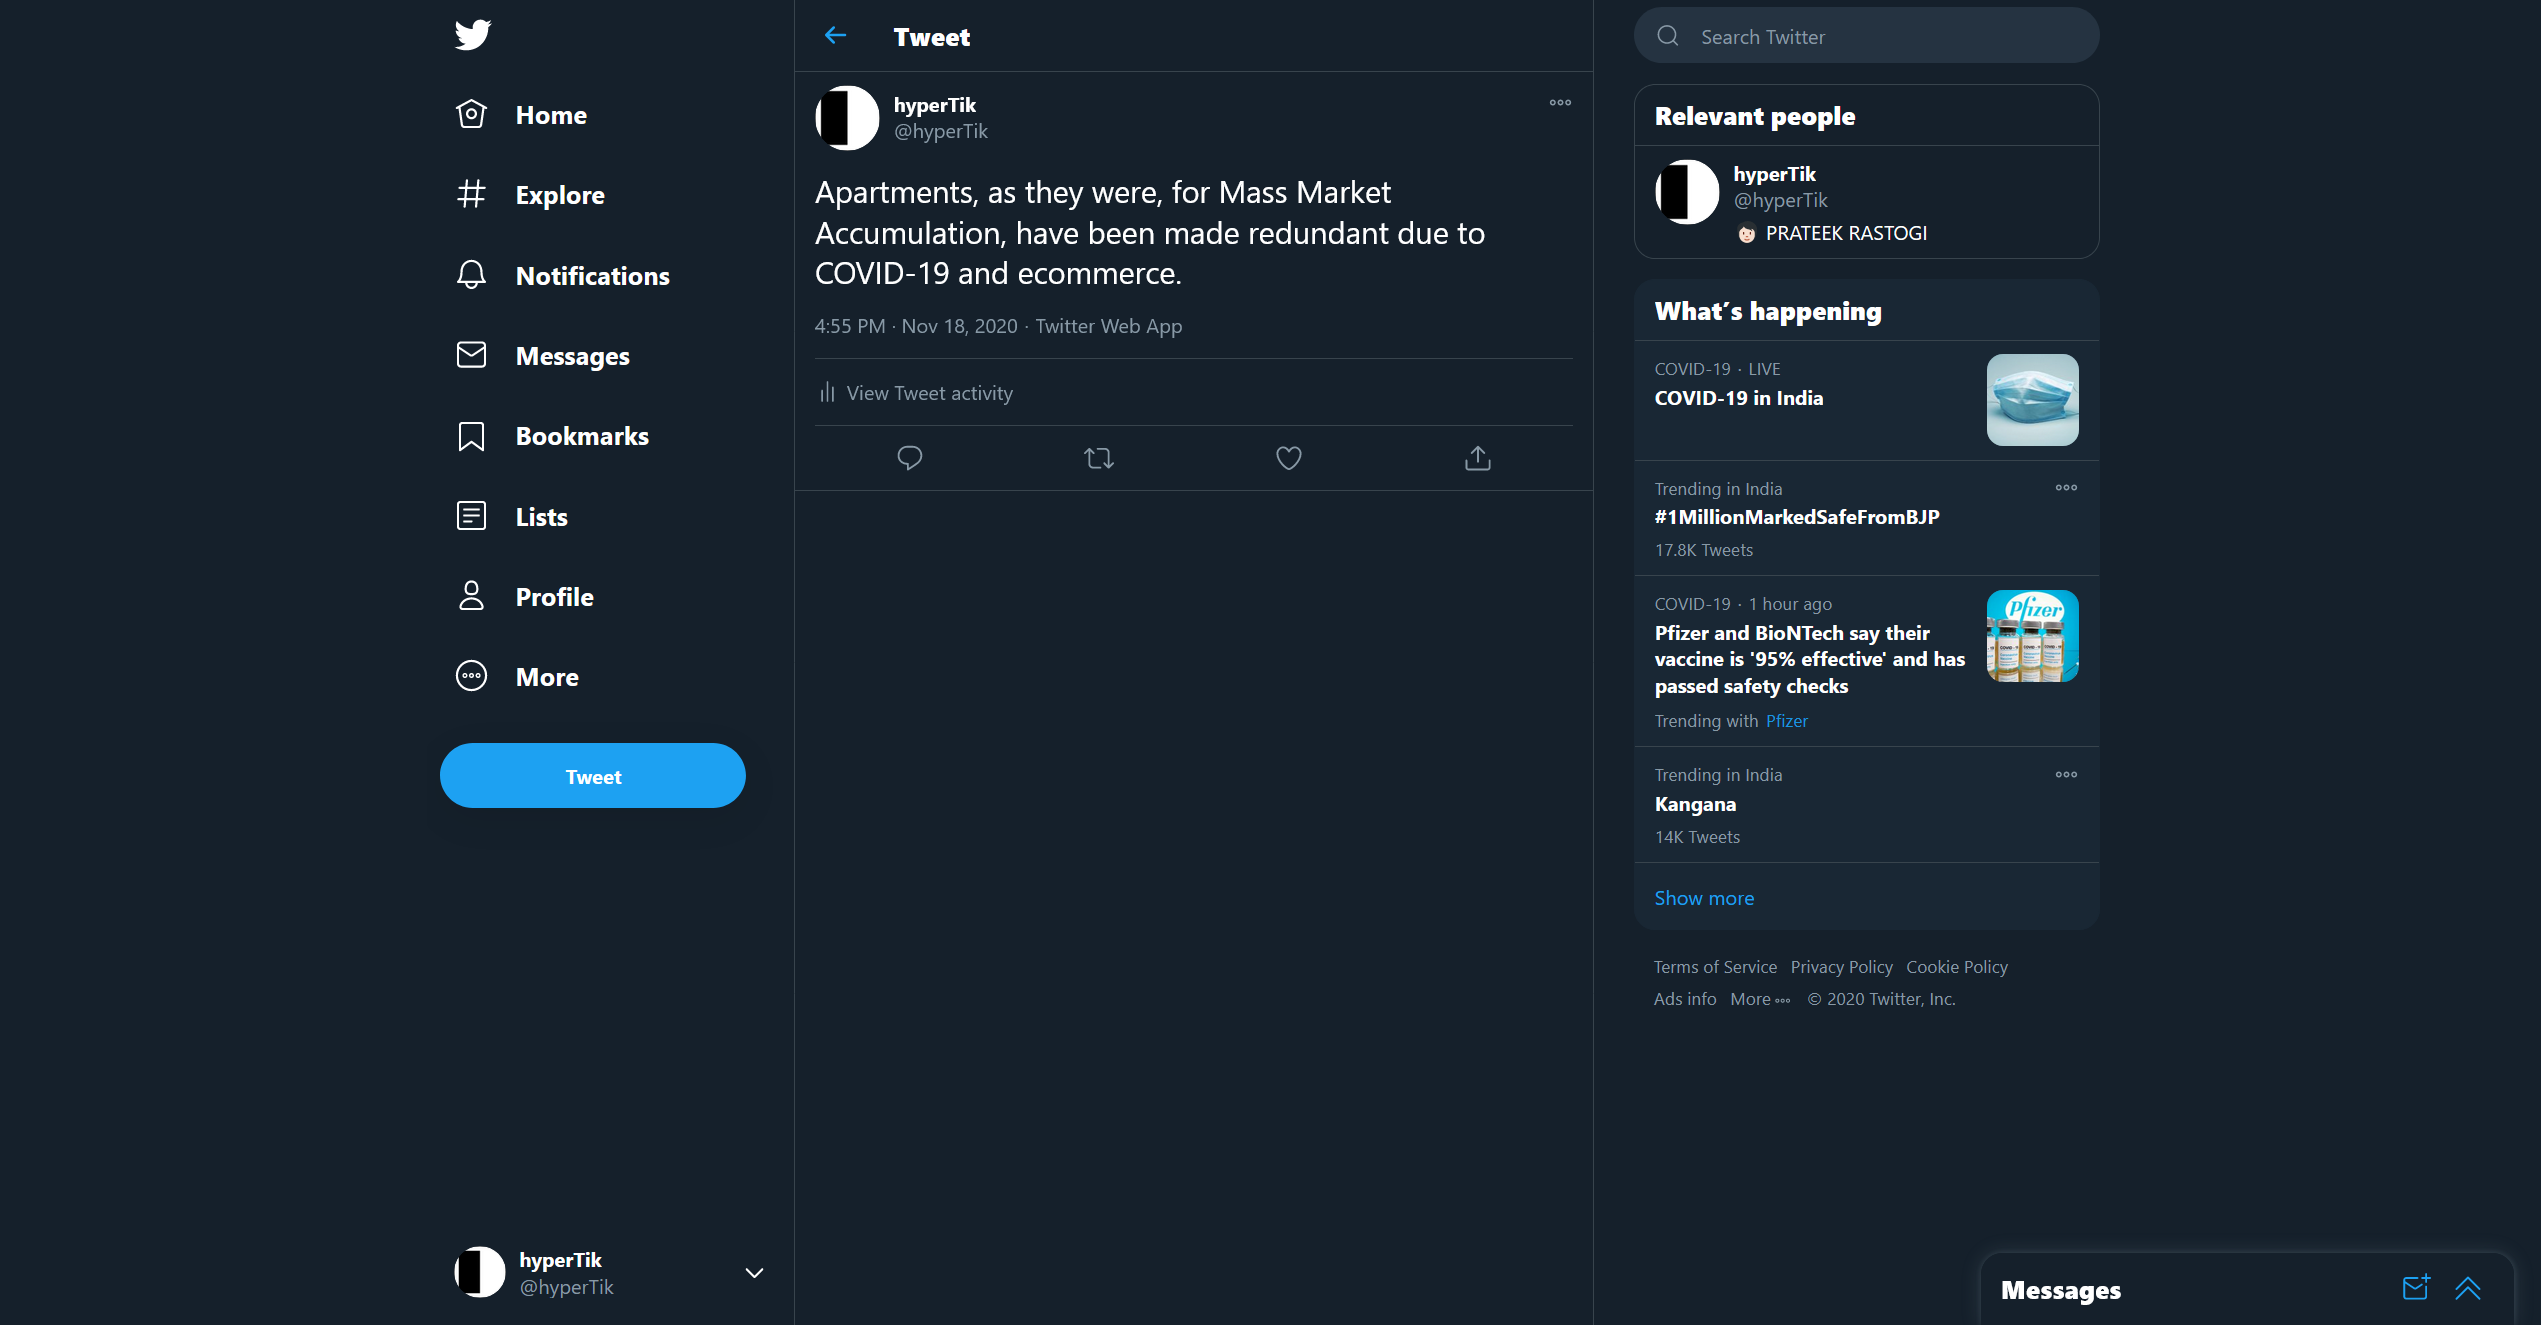 Home
Explore
Notifications
Messages
Bookmarks
Lists
Profile
More
Tweet
hyperTik
@hyperTik
Tweet
hyperTik
@hyperTik
Apartments, as they were, for Mass Market
Accumulation, have been made redundant due to
COVID-19 and ecommerce.
4:55 PM · Nov 18, 2020 · Twitter Web App
View Tweet activity
Search Twitter
Relevant people
hyperTik
@hyperTik
PRATEEK RASTOGI
What's happening
COVID-19 · LIVE
COVID-19 in India
Trending in India
#1MillionMarkedSafeFromBJP
17.8K Tweets
COVID-19 · 1 hour ago
Pfizer and BioNTech say their
vaccine is '95% effective' and has
passed safety checks
Trending with Pfizer
Pfizer
Trending in India
Kangana
14K Tweets
Show more
Terms of Service Privacy Policy Cookie Policy
Ads info More © 2020 Twitter, Inc.
Messages